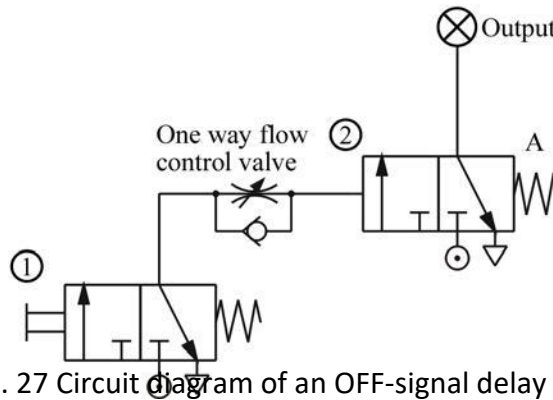 Output
One way flow
control valve
2
A
1
. 27 Circuit diagram of an OFF-signal delay